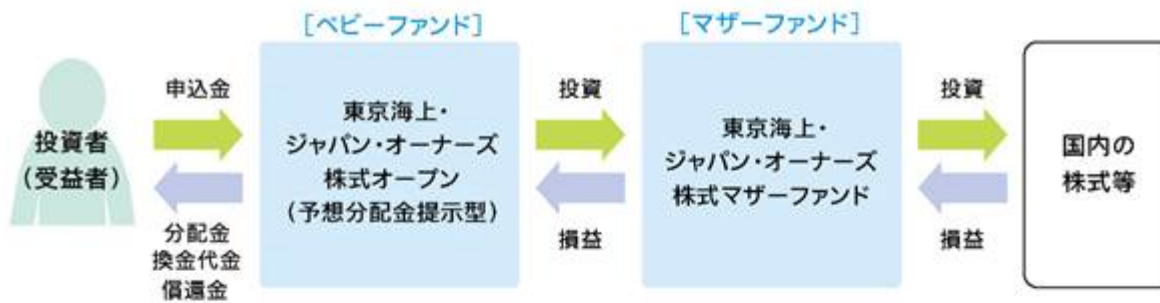 [ベビーファンド]
[マザーファンド]
投資者
(受益者)
申込金
分配金
換金代金
償還金
東京海上・
ジャパン・オーナーズ
株式オープン
(予想分配金提示型)
投資
損益
東京海上・
ジャパン・オーナーズ
株式マザーファンド
投資
損益
国内の
株式等